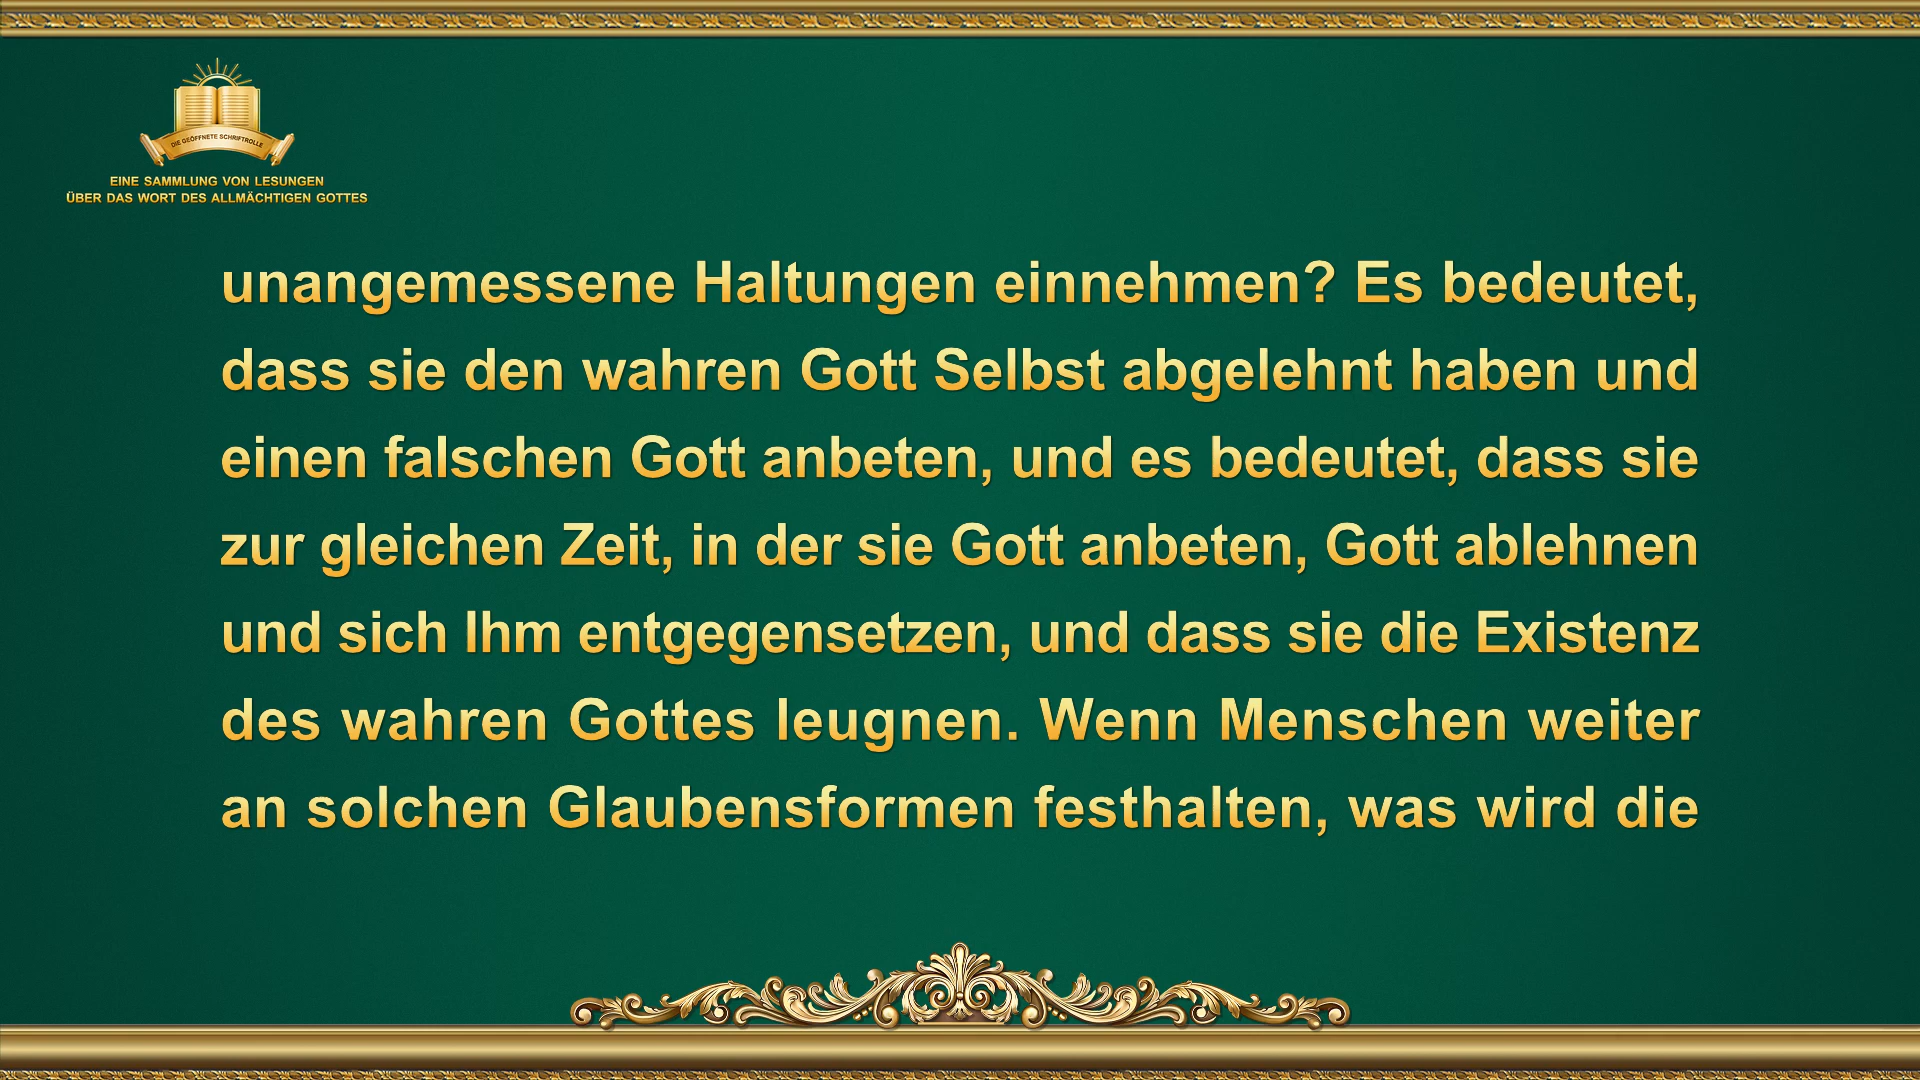 DIE GEÖFFNETE SCHRIFTROLLE
EINE SAMMLUNG VON LESUNGEN
ÜBER DAS WORT DES ALLMÄCHTIGEN GOTTES
unangemessene Haltungen einnehmen? Es bedeutet,
dass sie den wahren Gott Selbst abgelehnt haben und
einen falschen Gott anbeten, und es bedeutet, dass sie
zur gleichen Zeit, in der sie Gott anbeten, Gott ablehnen
und sich Ihm entgegensetzen, und dass sie die Existenz
des wahren Gottes leugnen. Wenn Menschen weiter
an solchen Glaubensformen festhalten, was wird die